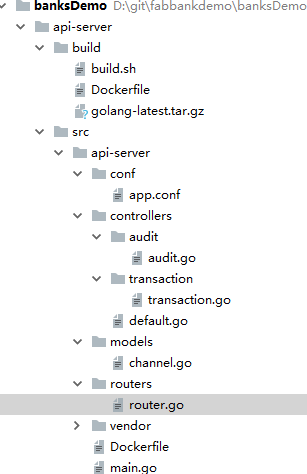 banksDemo D:\git\fabbankdemo\banksDemo
api-server
build
build.sh
Dockerfile
golang-latest.tar.gz
src
api-server
conf
app.conf
controllers
audit
audit.go
transaction
transaction.go
default.go
models
channel.go
routers
router.go
vendor
Dockerfile
main.go